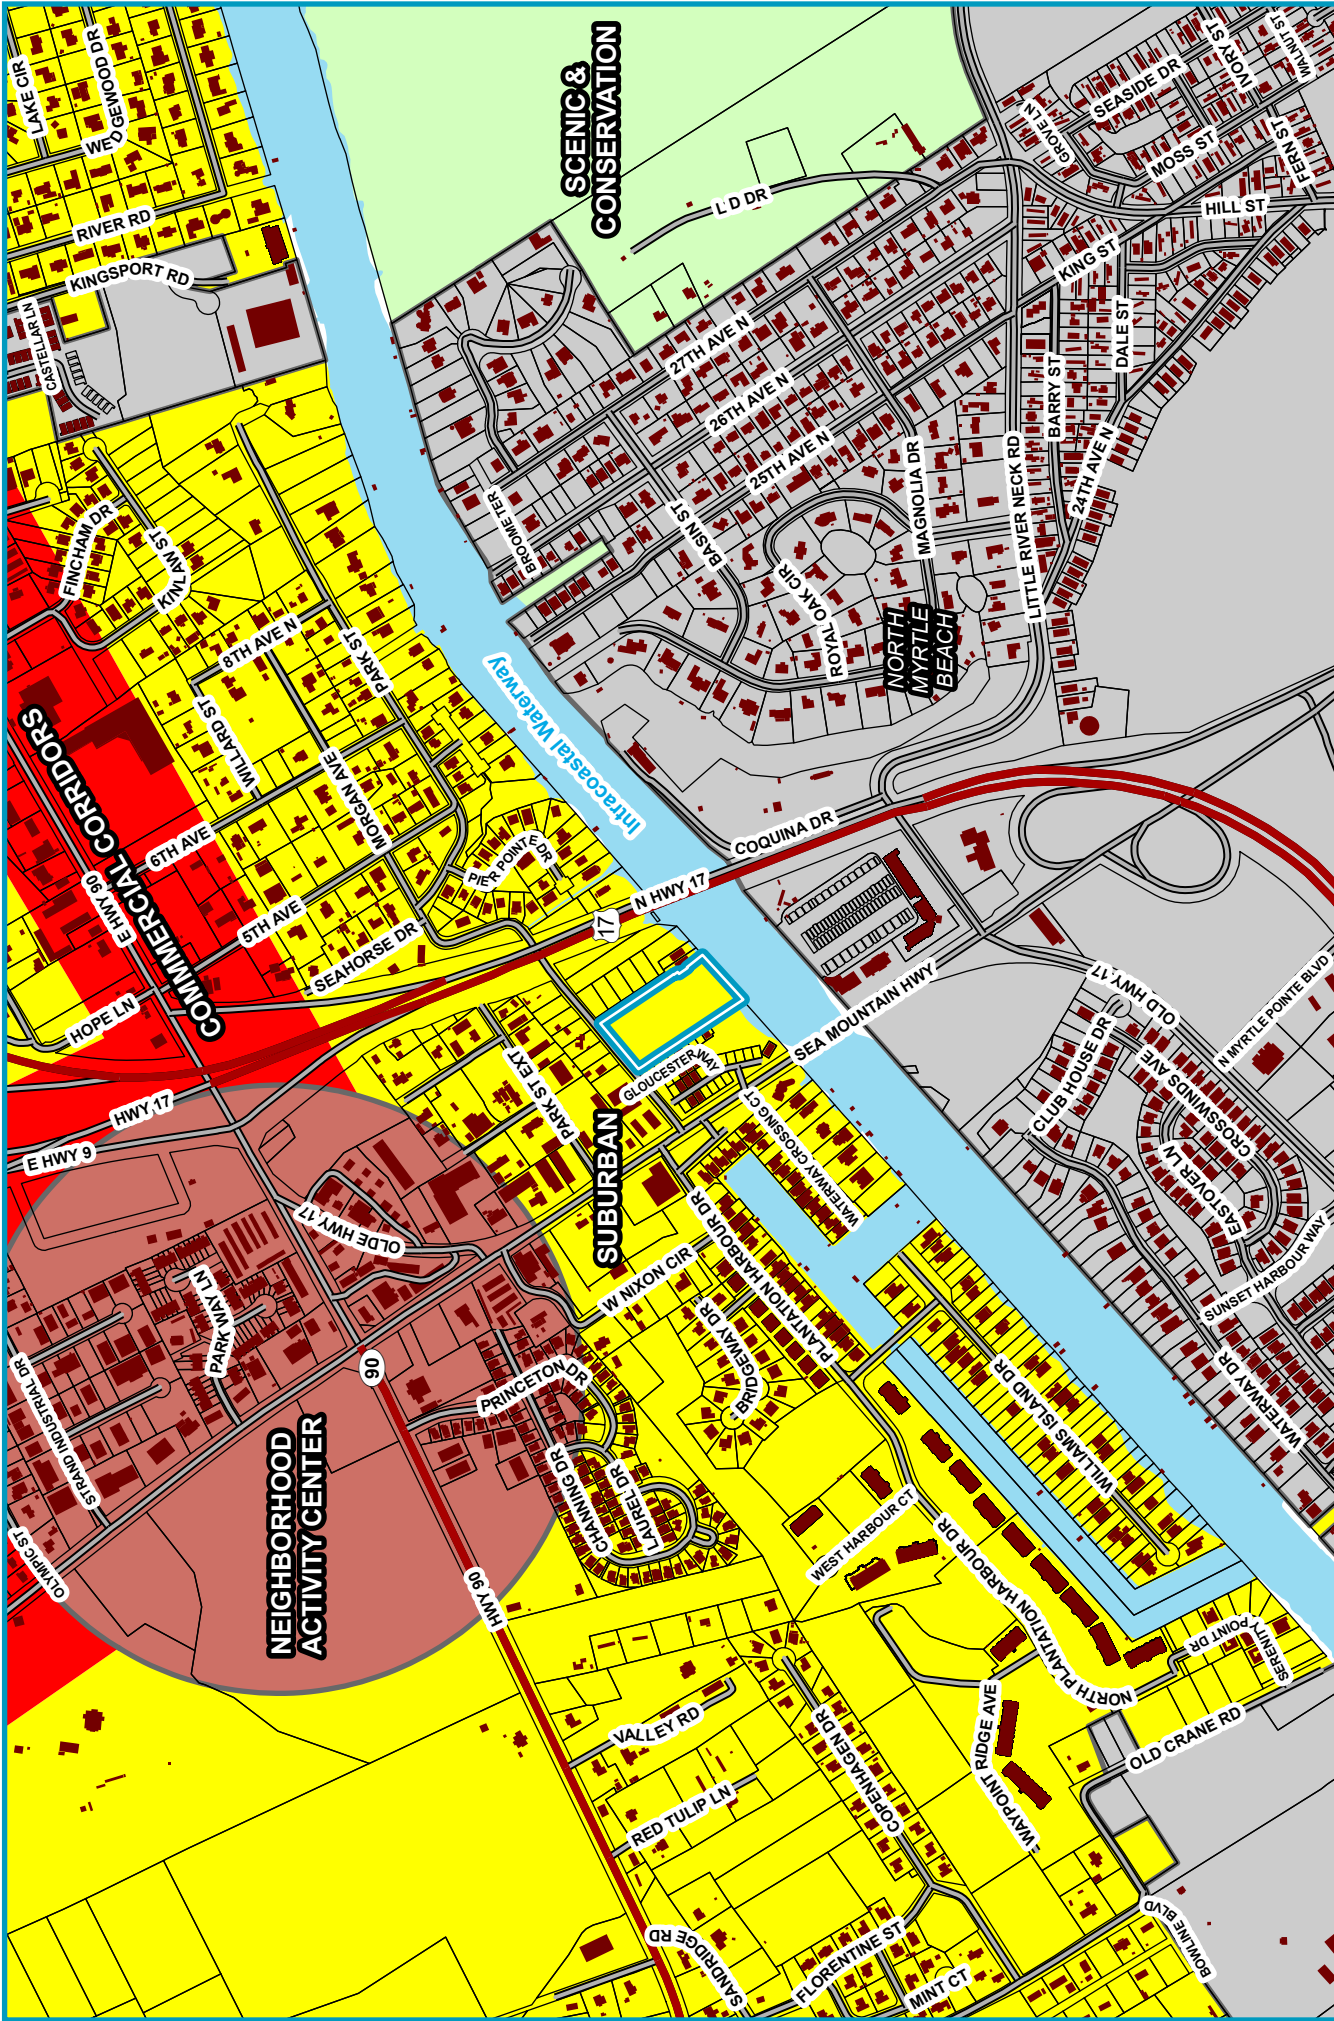 LAKE CIR
WEDGEWOOD DR
RIVER RD
KINGSPORT RD
CASTELLAR LN
SCENIC &
CONSERVATION
L D DR
GROVE LN
SEASIDE DR
IVORY ST
WALNUT ST
MOSS ST
FERN ST
HILL ST
KING ST
DALE ST
BARRY ST
24TH AVE N
LITTLE RIVER NECK RD
27TH AVE N
26TH AVE N
25TH AVE N
MAGNOLIA DR
BROOMETER
BASIN ST
ROYAL OAK CIR
NORTH
MYRTLE
BEACH
FINCHAM DR
KINLAW ST
8TH AVE N
PARK ST
WILLARD ST
MORGAN AVE
6TH AVE
5TH AVE
E HWY 90
COMMMERCIAL CORRIDORS
SEAHORSE DR
PIER POINTE DR
HOPE LN
Intracoastal Waterway
COQUINA DR
N HWY 17
17
SEA MOUNTAIN HWY
OLD HWY 17
N MYRTLE POINTE BLVD
CLUB HOUSE DR
CROSSWINDS AVE
EASTOVER LN
SUNSET HARBOUR WAY
WATERWAY DR
HWY 17
E HWY 9
PARK ST EXT
GLOUCESTER WAY
SUBURBAN
WATERWAY CROSSING CT
OLDE HWY 17
W NIXON CIR
PLANTATION HARBOUR DR
BRIDGEWAY DR
PARK WAY LN
STRAND INDUSTRIAL DR
OLYMPIC ST
90
PRINCETON DR
CHANNING DR
LAUREL DR
NEIGHBORHOOD
ACTIVITY CENTER
HWY 90
WILLIAMS ISLAND DR
WEST HARBOUR CT
NORTH PLANTATION HARBOUR DR
SERENITY POINT DR
OLD CRANE RD
WAYPOINT RIDGE AVE
VALLEY RD
RED TULIP LN
COPENHAGEN DR
SANDRIDGE RD
FLORENTINE ST
MINT CT
BOWLINE BLVD